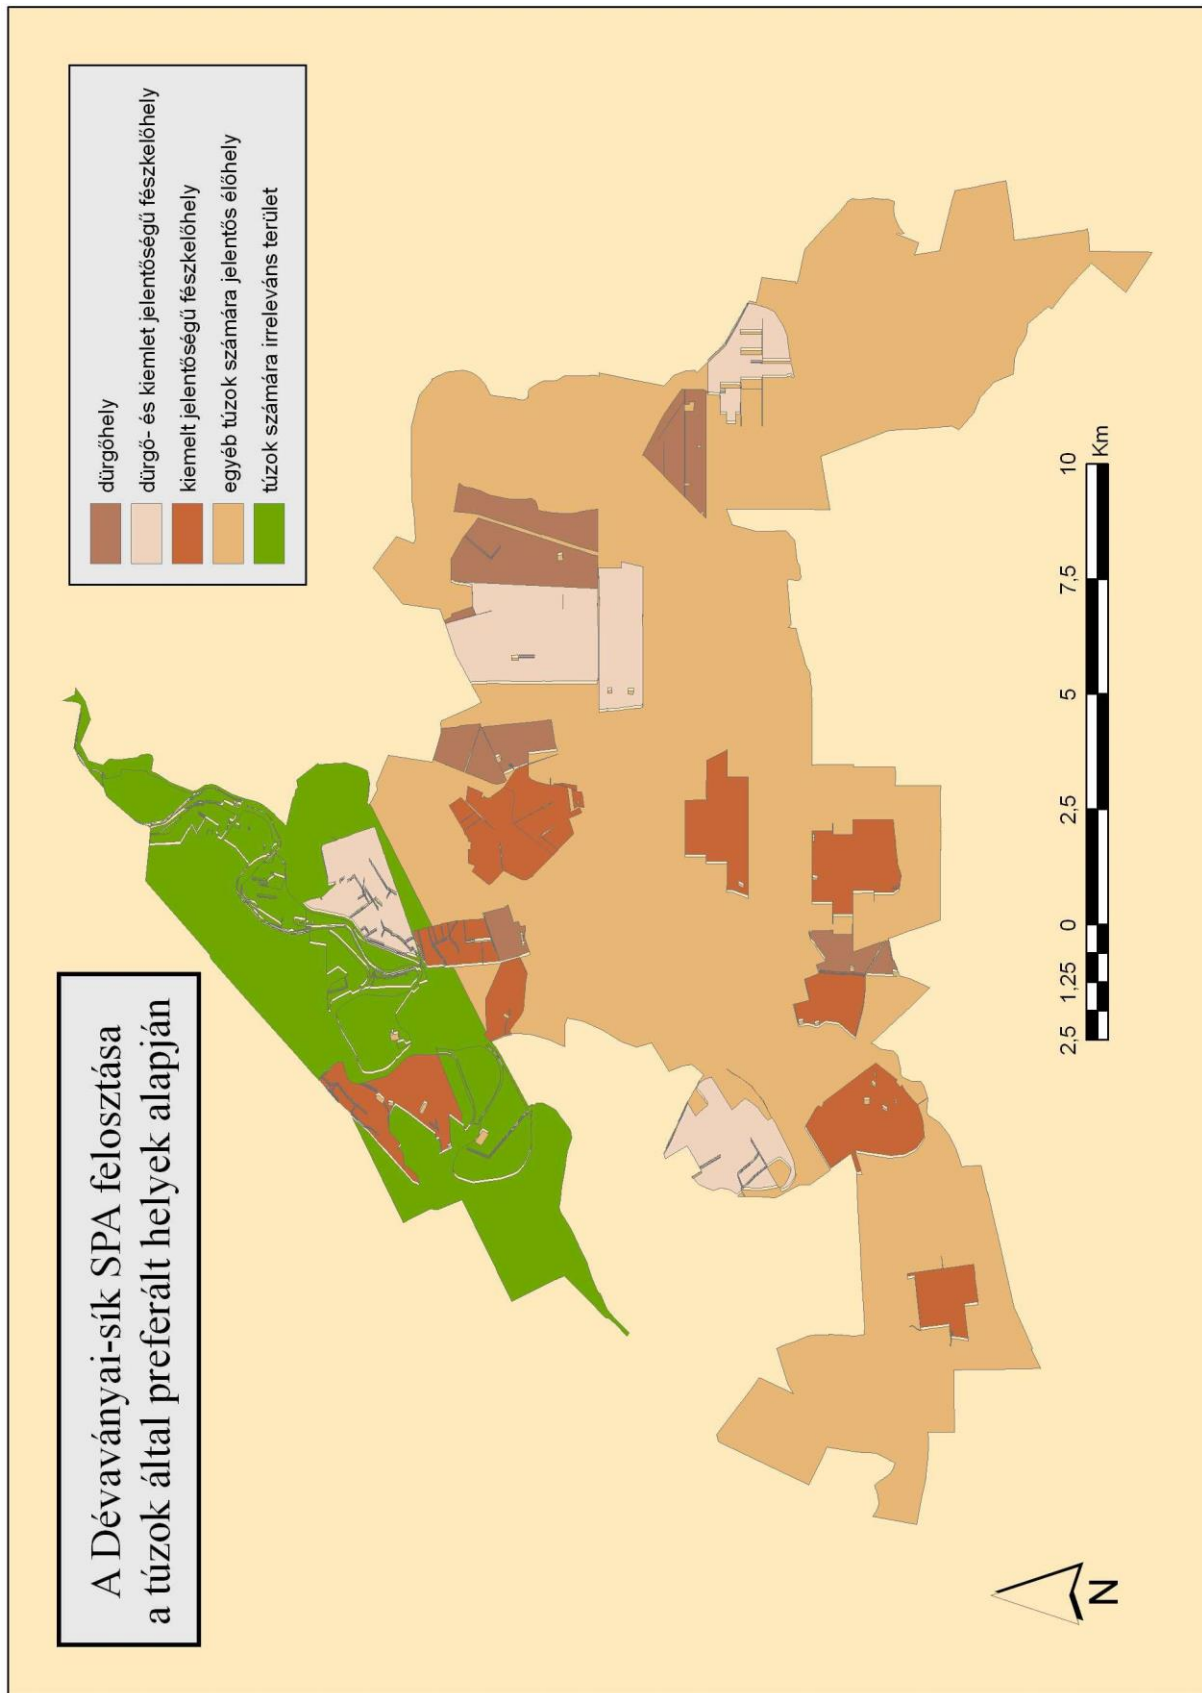 A Dévaványai-sík SPA felosztása
a túzok által preferált helyek alapján
dürgőhely
dürgő- és kiemlet jelentőségű fészkelőhely
kiemelt jelentőségű fészkelőhely
egyéb túzok számára jelentős élőhely
túzok számára irreleváns terület
N
2,5 1,25 0 2,5 5 7,5 10
Km